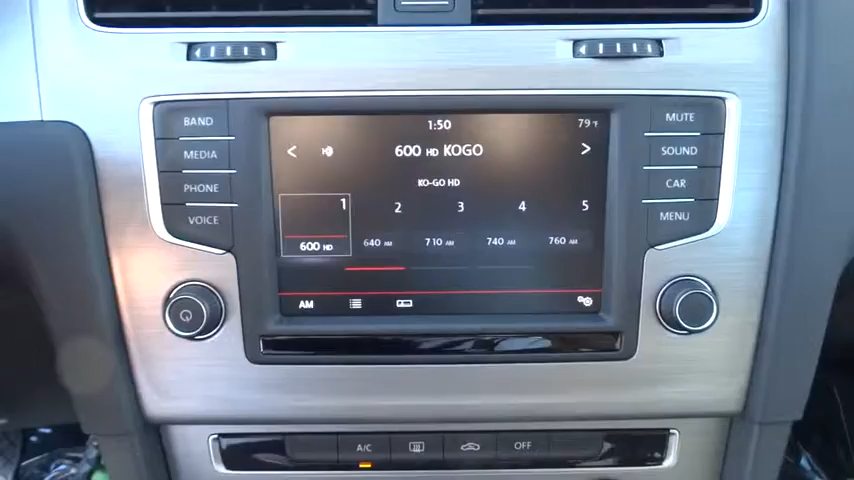 BAND
MEDIA
PHONE
VOICE
1:50
79°F
< 600 HD KOGO >
KO-GO HD
1 2 3 4 5
600 HD 640 AM 710 AM 740 AM 760 AM
AM
MUTE
SOUND
CAR
MENU
A/C OFF